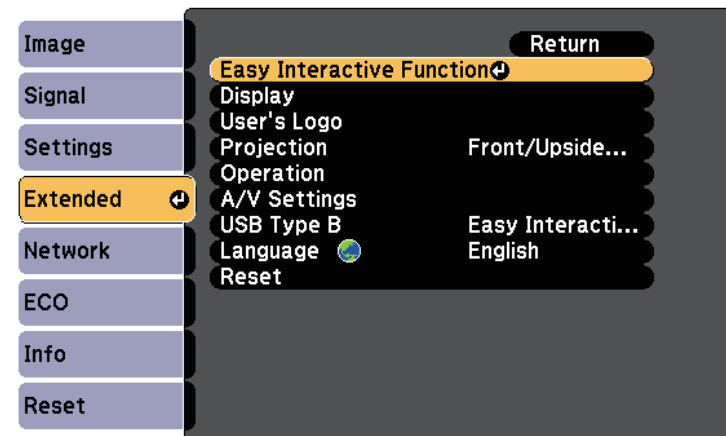 Image
Signal
Settings
Extended
Network
ECO
Info
Reset
Return
Easy Interactive Function
Display
User's Logo
Projection Front/Upside...
Operation
A/V Settings
USB Type B Easy Interacti...
Language English
Reset